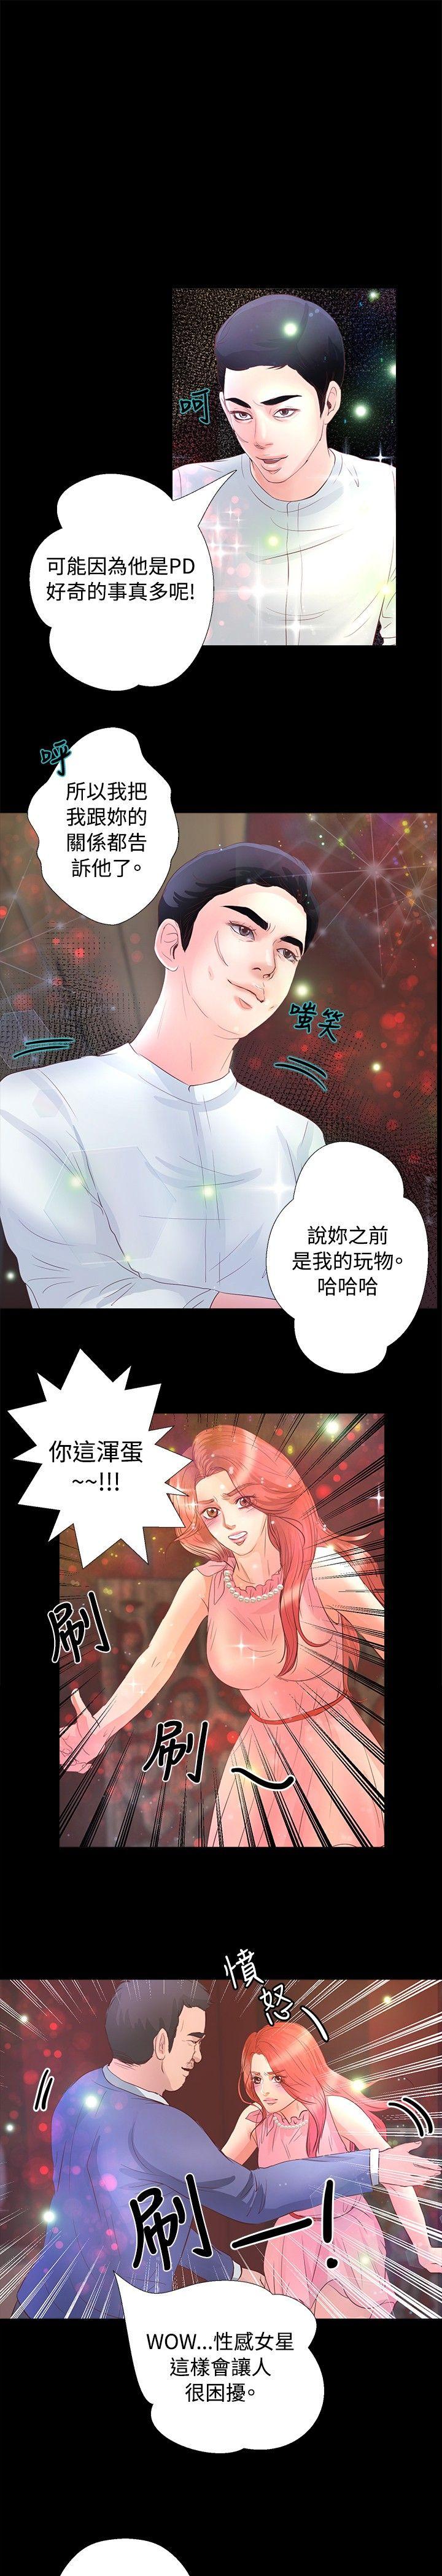 呵
可能因為他是PD
好奇的事真多呢!
呼
所以我把
我跟妳的
關係都告
訴他了。
嗤笑
說妳之前
是我的玩物。
哈哈哈
你這渾蛋
~~!!!
刷
刷~
憤怒
刷—!
WOW...性感女星
這樣會讓人
很困擾。